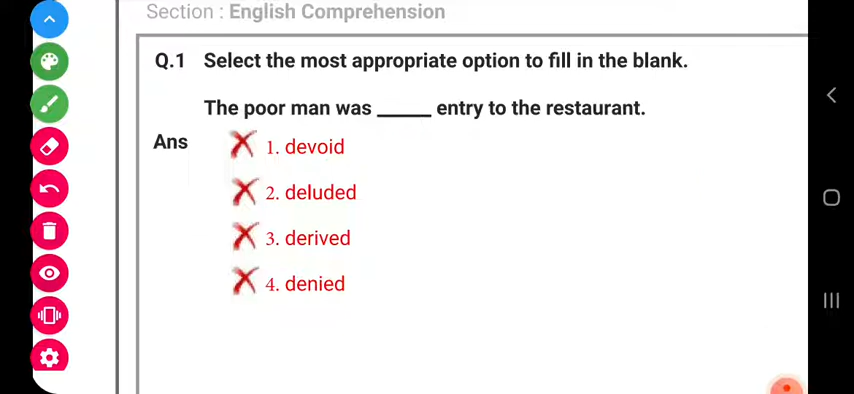 Section : English Comprehension
Q.1 Select the most appropriate option to fill in the blank.
The poor man was _____ entry to the restaurant.
Ans 1. devoid
2. deluded
3. derived
4. denied